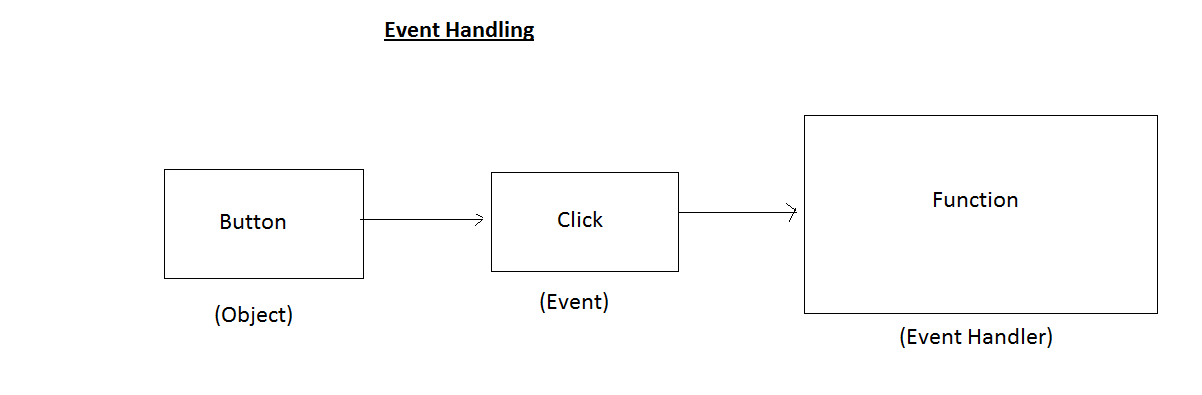 Event Handling
Button
Click
Function
(Object)
(Event)
(Event Handler)